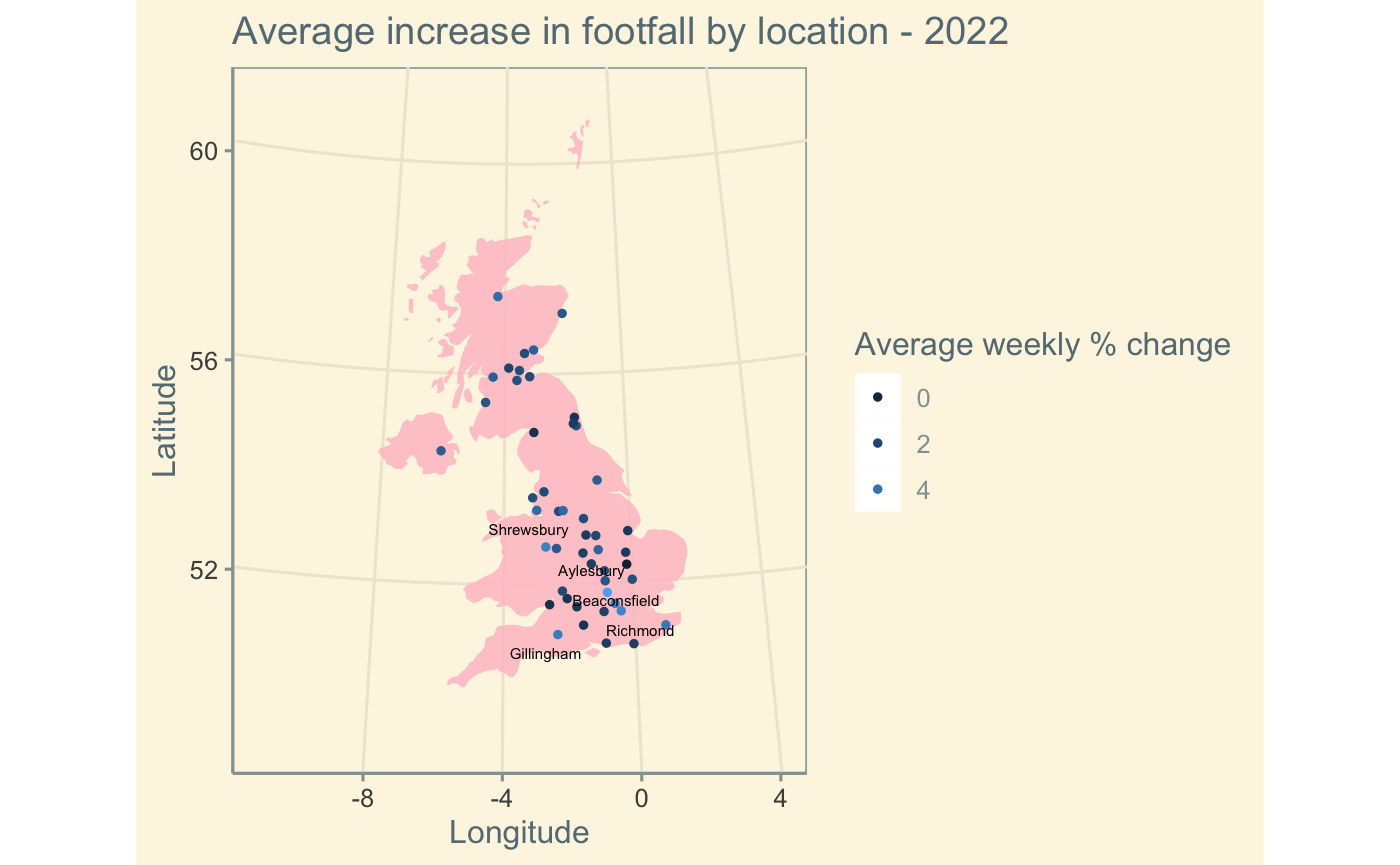 Average increase in footfall by location - 2022
60
56
52
Latitude
Shrewsbury
Aylesbury
Beaconsfield
Richmond
Gillingham
-8
-4
0
4
Longitude
Average weekly % change
0
2
4